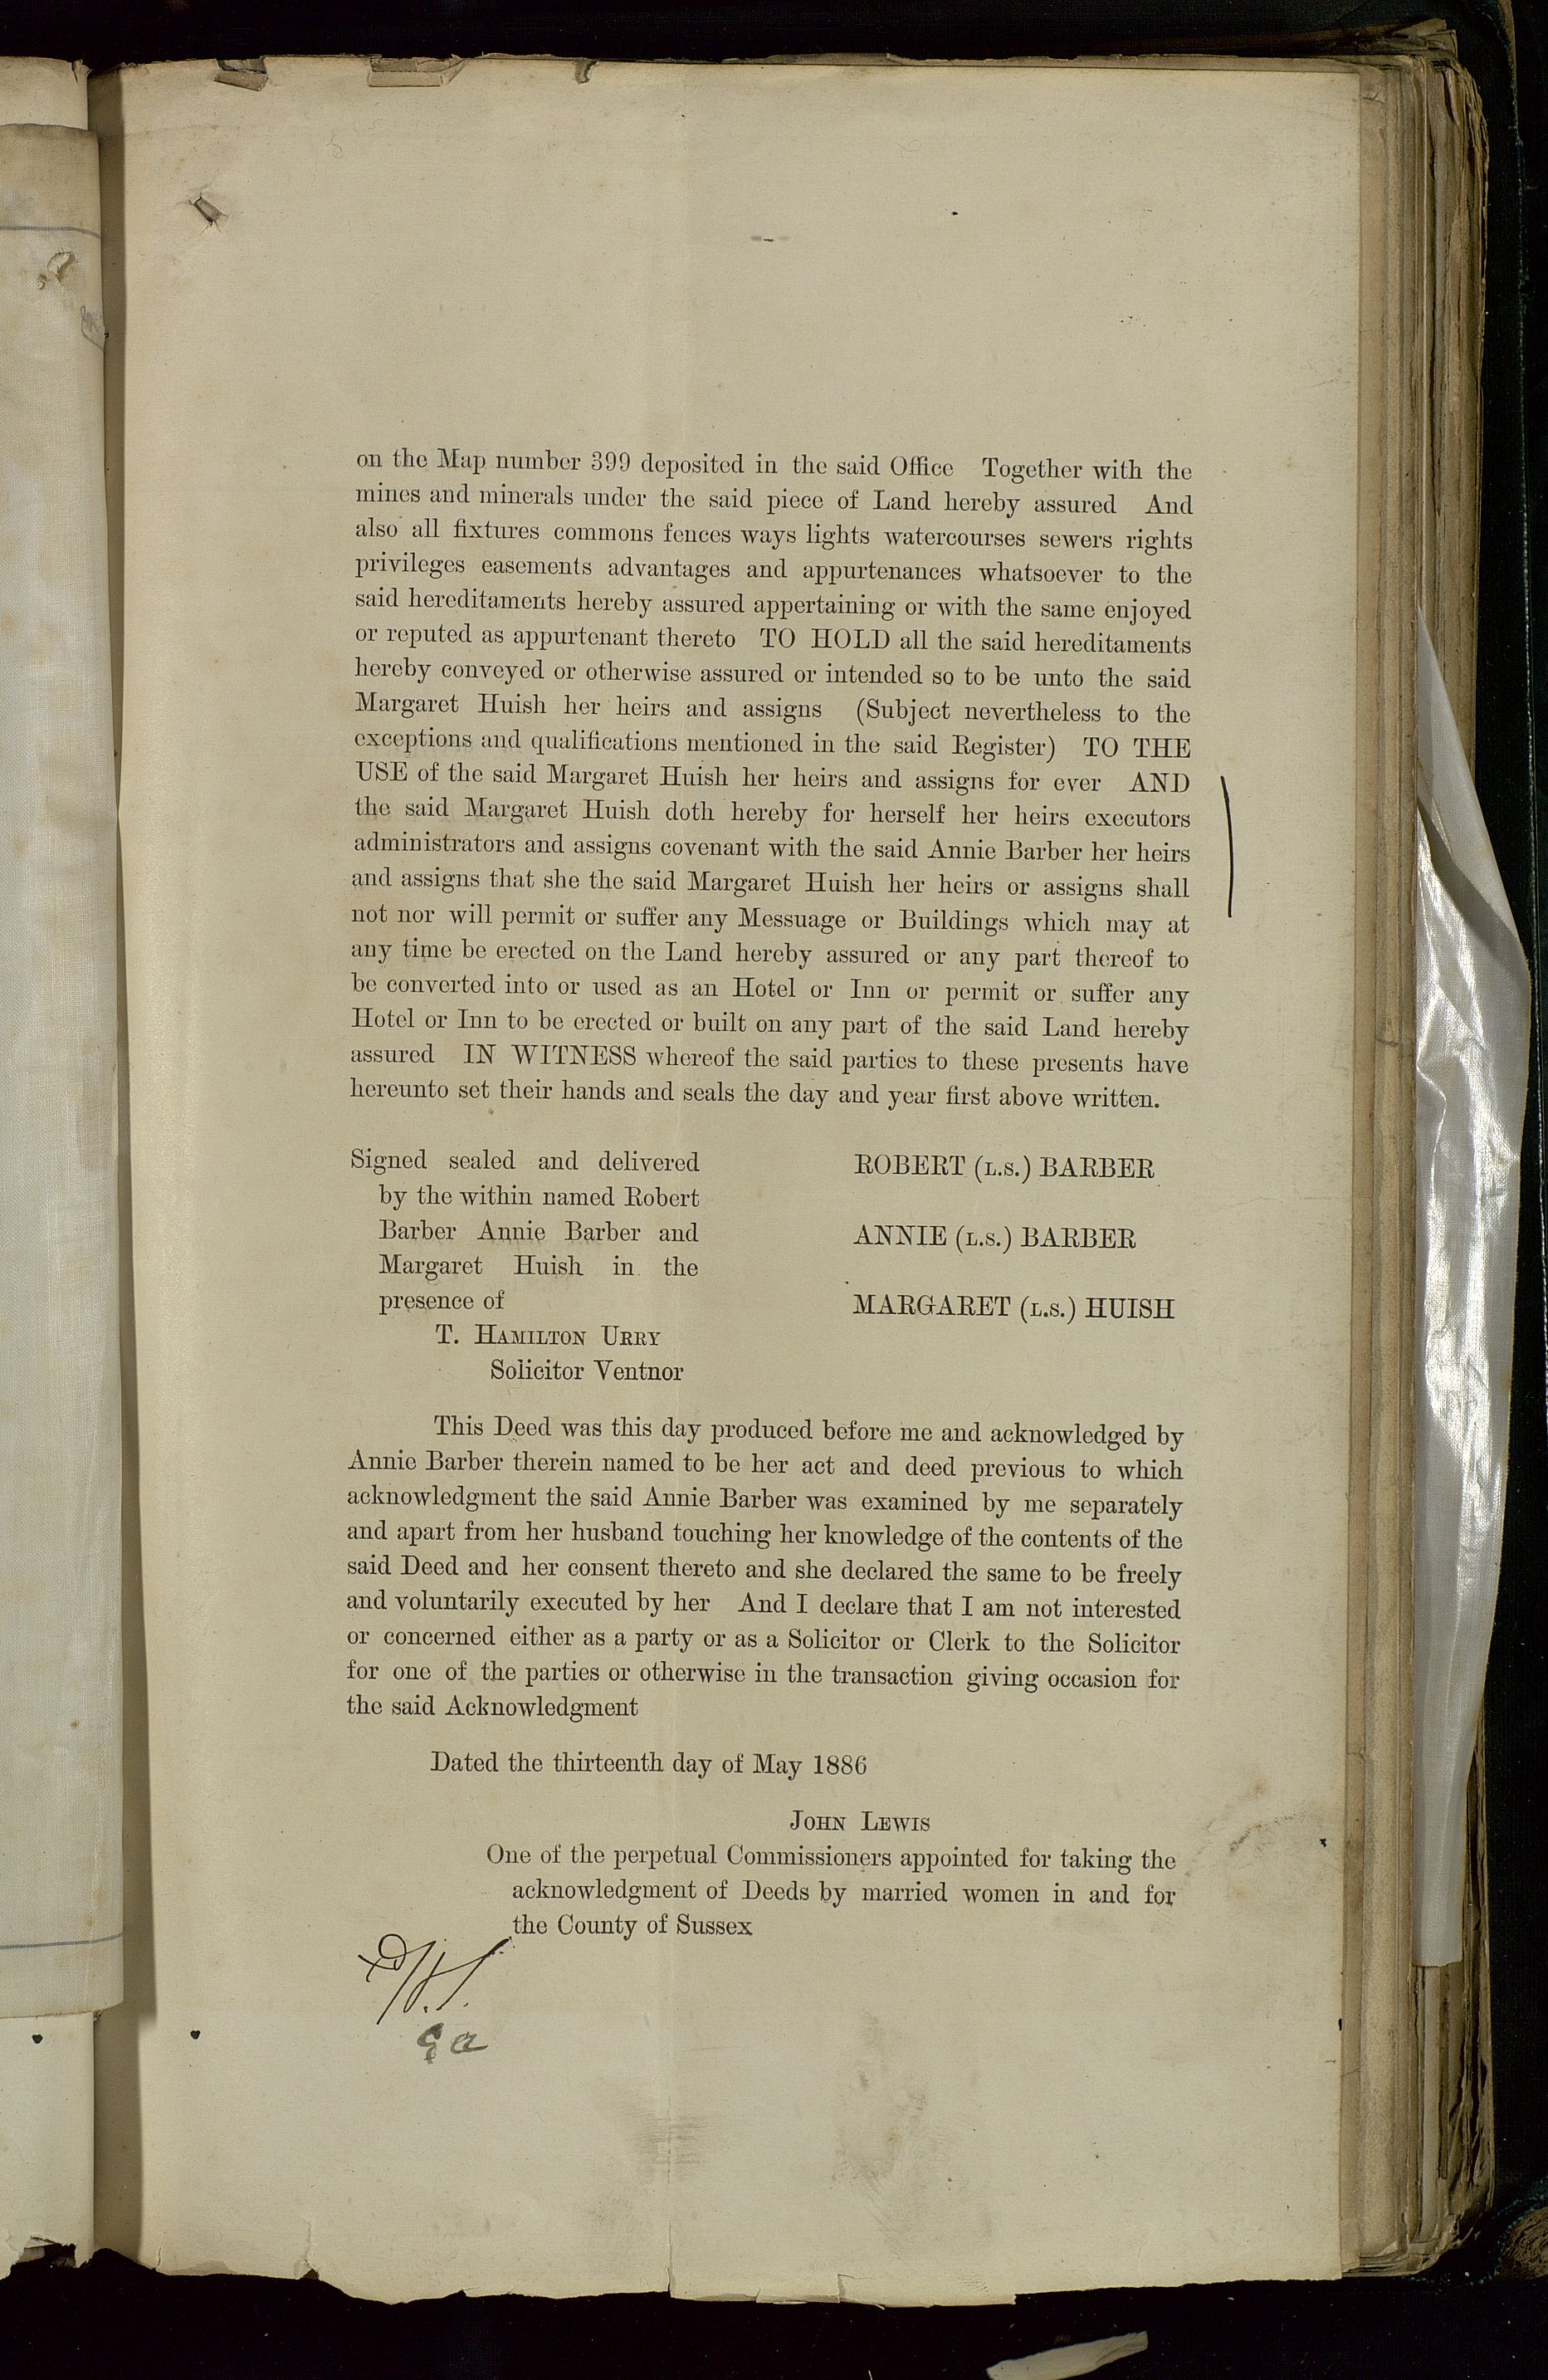 on the Map number 399 deposited in the said Office Together with the
mines and minerals under the said piece of Land hereby assured And
also all fixtures commons fences ways lights watercourses sewers rights
privileges easements advantages and appurtenances whatsoever to the
said hereditaments hereby assured appertaining or with the same enjoyed
or reputed as appurtenant thereto TO HOLD all the said hereditaments
hereby conveyed or otherwise assured or intended so to be unto the said
Margaret Huish her heirs and assigns (Subject nevertheless to the
exceptions and qualifications mentioned in the said Register) TO THE
USE of the said Margaret Huish her heirs and assigns for ever AND
the said Margaret Huish doth hereby for herself her heirs executors
administrators and assigns covenant with the said Annie Barber her heirs
and assigns that she the said Margaret Huish her heirs or assigns shall
not nor will permit or suffer any Messuage or Buildings which may at
any time be erected on the Land hereby assured or any part thereof to
be converted into or used as an Hotel or Inn or permit or suffer any
Hotel or Inn to be erected or built on any part of the said Land hereby
assured IN WITNESS whereof the said parties to these presents have
hereunto set their hands and seals the day and year first above written.
Signed sealed and delivered
by the within named Robert
Barber Annie Barber and
Margaret Huish in the
presence of
T. HAMILTON URRY
Solicitor Ventnor
ROBERT (L.S.) BARBER
ANNIE (L.S.) BARBER
MARGARET (L.S.) HUISH
This Deed was this day produced before me and acknowledged by
Annie Barber therein named to be her act and deed previous to which
acknowledgment the said Annie Barber was examined by me separately
and apart from her husband touching her knowledge of the contents of the
said Deed and her consent thereto and she declared the same to be freely
and voluntarily executed by her And I declare that I am not interested
or concerned either as a party or as a Solicitor or Clerk to the Solicitor
for one of the parties or otherwise in the transaction giving occasion for
the said Acknowledgment
Dated the thirteenth day of May 1886
JOHN LEWIS
One of the perpetual Commissioners appointed for taking the
acknowledgment of Deeds by married women in and for
the County of Sussex